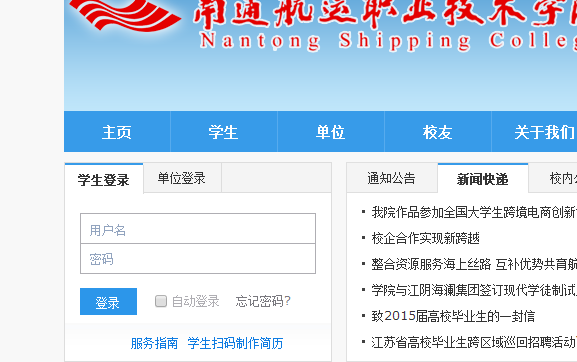 南通航运职业技术学院
Nantong Shipping Colleg
主页 学生 单位 校友 关于我们
学生登录 单位登录
用户名
密码
登录 自动登录 忘记密码?
服务指南 学生扫码制作简历
通知公告 新闻快递 校内
我院作品参加全国大学生跨境电商创新
校企合作实现新跨越
整合资源服务海上丝路 互补优势共育航
学院与江阴海澜集团签订现代学徒制试
致2015届高校毕业生的一封信
江苏省高校毕业生跨区域巡回招聘活动